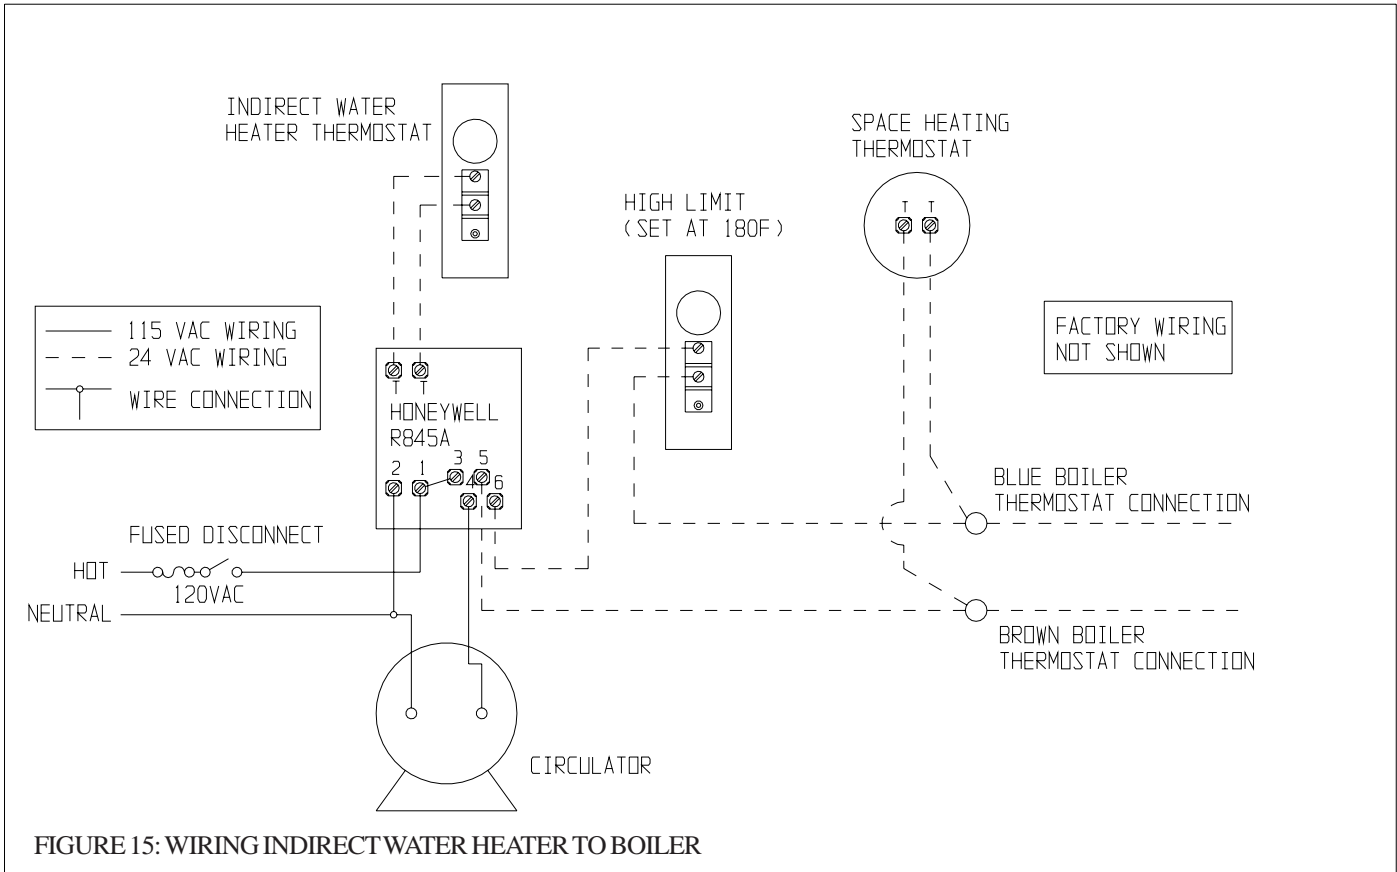 INDIRECT WATER
HEATER THERMOSTAT
SPACE HEATING
THERMOSTAT
HIGH LIMIT
(SET AT 180F)
T T
115 VAC WIRING
24 VAC WIRING
WIRE CONNECTION
FACTORY WIRING
NOT SHOWN
T T
HONEYWELL
R845A
2 1 3 5
4 6
BLUE BOILER
THERMOSTAT CONNECTION
FUSED DISCONNECT
HOT
120VAC
NEUTRAL
BROWN BOILER
THERMOSTAT CONNECTION
CIRCULATOR
FIGURE 15: WIRING INDIRECT WATER HEATER TO BOILER